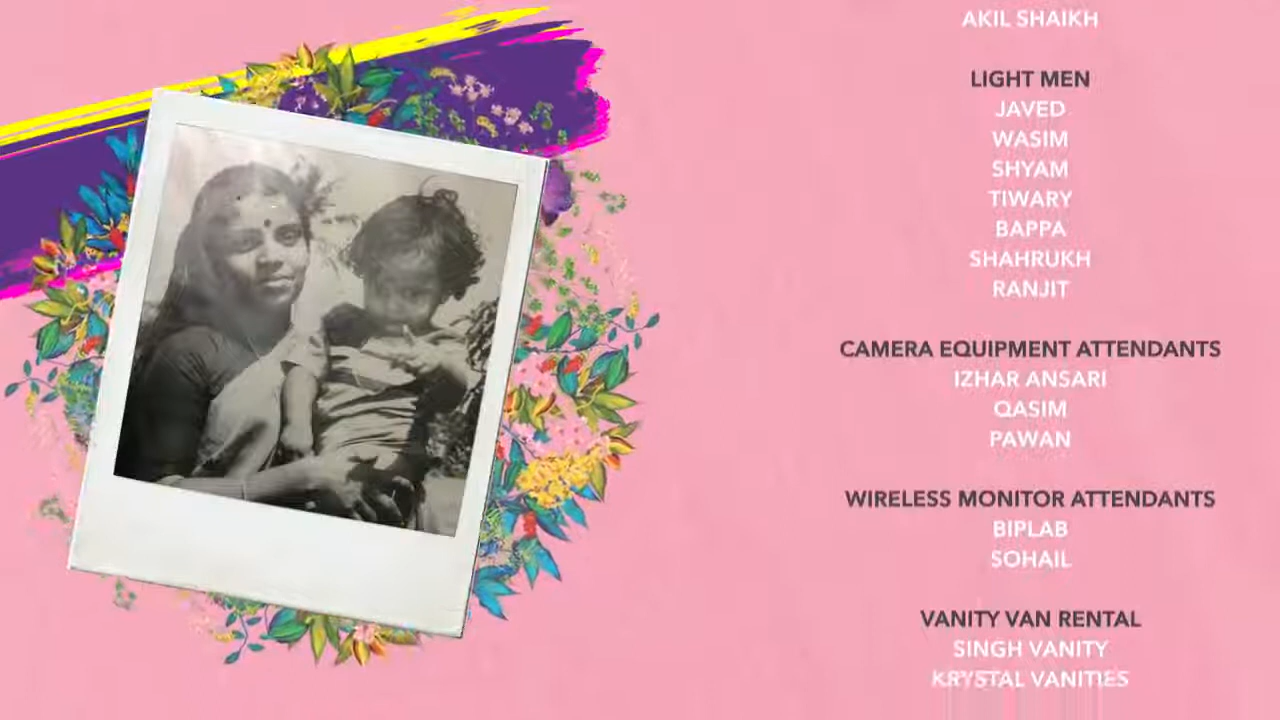 AKIL SHAIKH
LIGHT MEN
JAVED
WASIM
SHYAM
TIWARY
BAPPA
SHAHRUKH
RANJIT
CAMERA EQUIPMENT ATTENDANTS
IZHAR ANSARI
QASIM
PAWAN
WIRELESS MONITOR ATTENDANTS
BIPLAB
SOHAIL
VANITY VAN RENTAL
SINGH VANITY
KRYSTAL VANITIES